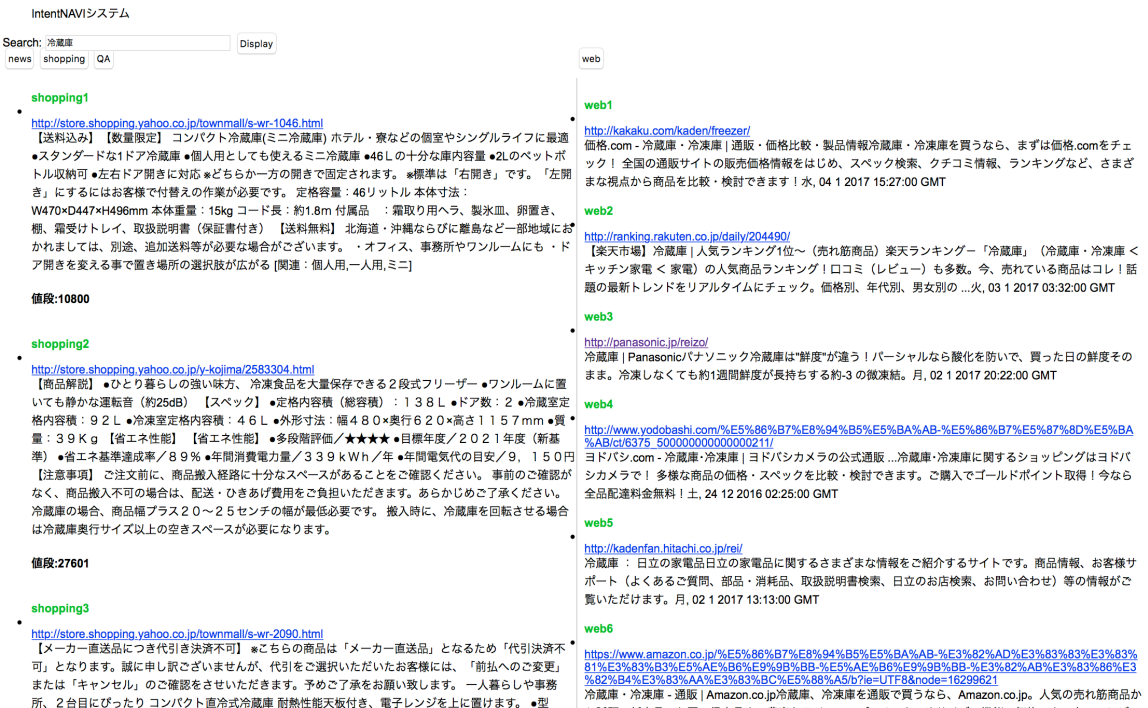 IntentNAVIシステム
Search: 冷蔵庫 Display
news shopping QA
shopping1
http://store.shopping.yahoo.co.jp/townmall/s-wr-1046.html
【送料込み】【数量限定】 コンパクト冷蔵庫(ミニ冷蔵庫) ホテル・寮などの個室やシングルライフに最適
●スタンダードな1ドア冷蔵庫 ●個人用としても使えるミニ冷蔵庫 ●46Ｌの十分な庫内容量 ●2Lのペットボ
トル収納可 ●左右ドア開きに対応 ※どちらか一方の開きで固定されます。 ※標準は「右開き」です。「左開
き」にするにはお客様で付替えの作業が必要です。 定格容量：46リットル 本体寸法：
W470×D447×H496mm 本体重量：15kg コード長：約1.8ｍ 付属品　：霜取り用ヘラ、製氷皿、卵置き、
棚、霜受けトレイ、取扱説明書（保証書付き） 【送料無料】 北海道・沖縄ならびに離島など一部地域にお
かれましては、別途、追加送料等が必要な場合がございます。 ・オフィス、事務所やワンルームにも ・ド
ア開きを変える事で置き場所の選択肢が広がる [関連：個人用,一人用,ミニ]
値段:10800
shopping2
http://store.shopping.yahoo.co.jp/y-kojima/2583304.html
【商品解説】 ●ひとり暮らしの強い味方、 冷凍食品を大量保存できる２段式フリーザー ●ワンルームに置
いても静かな運転音（約25dB） 【スペック】 ●定格内容積（総容積）：１３８Ｌ ●ドア数：２ ●冷蔵室定
格内容積：９２Ｌ ●冷凍室定格内容積：４６Ｌ ●外形寸法：幅４８０×奥行６２０×高さ１１５７ｍｍ ●質
量：３９Ｋｇ 【省エネ性能】 【省エネ性能】 ●多段階評価／★★★★ ●目標年度／２０２１年度（新基
準） ●省エネ基準達成率／８９％ ●年間消費電力量／３３９ｋＷｈ／年 ●年間電気代の目安／９，１５０円
【注意事項】 ご注文前に、商品搬入経路に十分なスペースがあることをご確認ください。 事前のご確認が
なく、商品搬入不可の場合は、配送・ひきあげ費用をご負担いただきます。あらかじめご了承ください。
冷蔵庫の場合、商品幅プラス２０～２５センチの幅が最低必要です。 搬入時に、冷蔵庫を回転させる場合
は冷蔵庫奥行サイズ以上の空きスペースが必要になります。
値段:27601
shopping3
http://store.shopping.yahoo.co.jp/townmall/s-wr-2090.html
【メーカー直送品につき代引き決済不可】 ※こちらの商品は「メーカー直送品」となるため「代引決済不
可」となります。誠に申し訳ございませんが、代引をご選択いただいたお客様には、「前払へのご変更」
または「キャンセル」のご確認をさせていただきます。予めご了承をお願い致します。 一人暮らしや事務
所、２台目にぴったり コンパクト直冷式冷蔵庫 耐熱性能天板付き、電子レンジを上に置けます。 ●型
web
web1
http://kakaku.com/kaden/freezer/
価格.com - 冷蔵庫・冷凍庫 | 通販・価格比較・製品情報冷蔵庫・冷凍庫を買うなら、まずは価格.comをチェ
ック！ 全国の通販サイトの販売価格情報をはじめ、スペック検索、クチコミ情報、ランキングなど、さまざ
まな視点から商品を比較・検討できます！水, 04 1 2017 15:27:00 GMT
web2
http://ranking.rakuten.co.jp/daily/204490/
【楽天市場】冷蔵庫 | 人気ランキング1位～（売れ筋商品）楽天ランキング－「冷蔵庫」（冷蔵庫・冷凍庫 ＜
キッチン家電 ＜ 家電）の人気商品ランキング！口コミ（レビュー）も多数。今、売れている商品はコレ！話
題の最新トレンドをリアルタイムにチェック。価格別、年代別、男女別の ...火, 03 1 2017 03:32:00 GMT
web3
http://panasonic.jp/reizo/
冷蔵庫 | Panasonicパナソニック冷蔵庫は"鮮度"が違う！パーシャルなら酸化を防いで、買った日の鮮度その
まま。冷凍しなくても約1週間鮮度が長持ちする約-3 の微凍結。月, 02 1 2017 20:22:00 GMT
web4
http://www.yodobashi.com/%E5%86%B7%E8%94%B5%E5%BA%AB-%E5%86%B7%E5%87%8D%E5%BA
%AB/ct/6375_500000000000000211/
ヨドバシ.com - 冷蔵庫･冷凍庫 | ヨドバシカメラの公式通販 ...冷蔵庫･冷凍庫に関するショッピングはヨドバ
シカメラで！ 多様な商品の価格・スペックを比較・検討できます。ご購入でゴールドポイント取得！今なら
全品配達料金無料！土, 24 12 2016 02:25:00 GMT
web5
http://kadenfan.hitachi.co.jp/rei/
冷蔵庫 ： 日立の家電品日立の家電品に関するさまざまな情報をご紹介するサイトです。商品情報、お客様サ
ポート（よくあるご質問、部品・消耗品、取扱説明書検索、日立のお店検索、お問い合わせ）等の情報がご
覧いただけます。月, 02 1 2017 13:13:00 GMT
web6
https://www.amazon.co.jp/%E5%86%B7%E8%94%B5%E5%BA%AB-%E3%82%AD%E3%83%83%E3%83%
81%E3%83%B3%E5%AE%B6%E9%9B%BB-%E5%AE%B6%E9%9B%BB-%E3%82%AB%E3%83%86%E3
%82%B4%E3%83%AA%E3%83%BC%E5%88%A5/b?ie=UTF8&node=16299621
冷蔵庫・冷凍庫 - 通販 | Amazon.co.jp冷蔵庫、冷凍庫を通販で買うなら、Amazon.co.jp。人気の売れ筋商品か